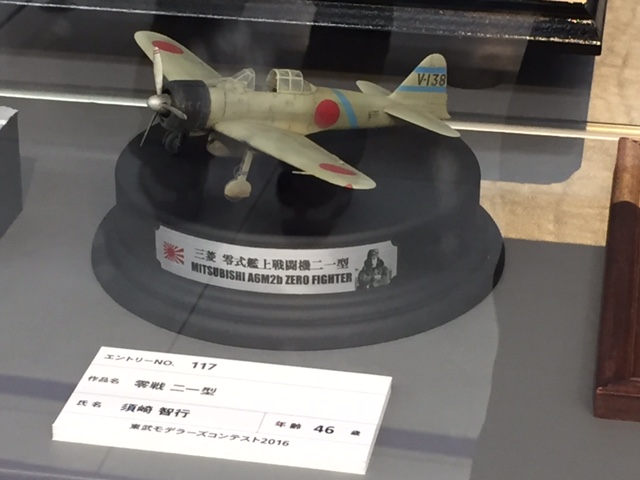 V-138
三菱 零式艦上戦闘機二一型
MITSUBISHI A6M2b ZERO FIGHTER
エントリーNO. 117
作品名 零戦 二一型
氏名 須崎 智行 年齢 46 歳
東武モデラーズコンテスト2016